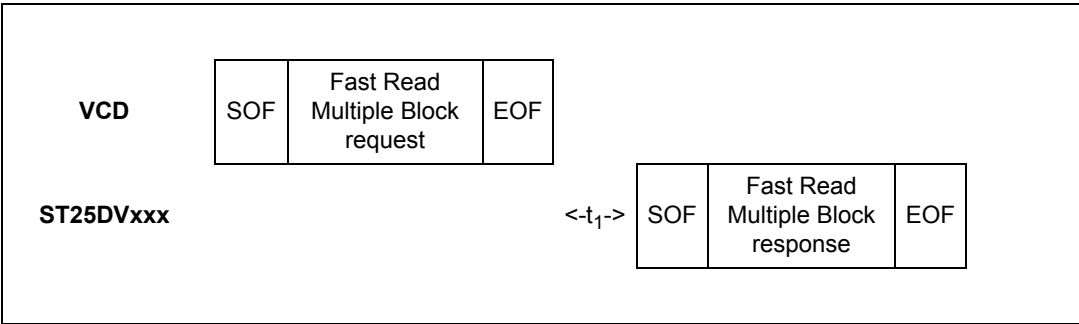 Fast Read
VCD SOF Multiple Block EOF
request
Fast Read
ST25DVxxx <-t1-> SOF Multiple Block EOF
response